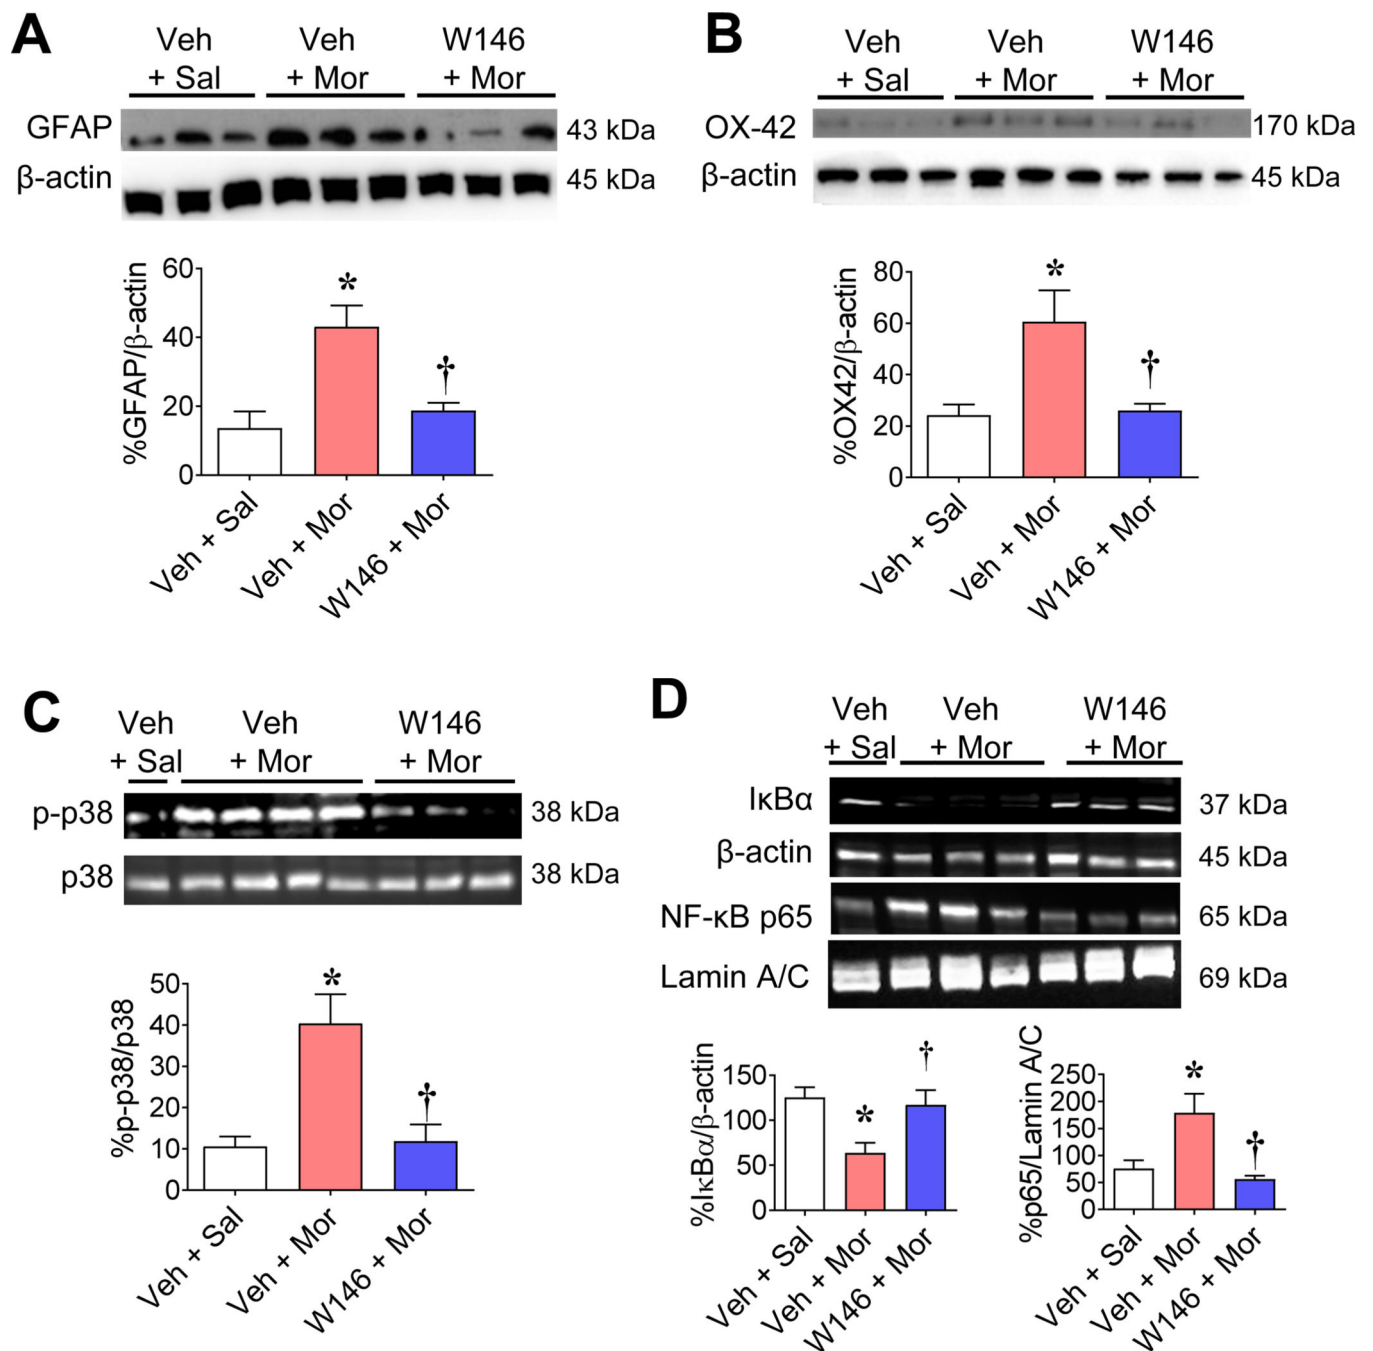 A
Veh Veh W146
+ Sal + Mor + Mor
GFAP 43 kDa
β-actin 45 kDa
%GFAP/β-actin
60
*
40
†
20
0
Veh + Sal
Veh + Mor
W146 + Mor
B
Veh Veh W146
+ Sal + Mor + Mor
OX-42 170 kDa
β-actin 45 kDa
%OX42/β-actin
80
*
60
†
40
20
0
Veh + Sal
Veh + Mor
W146 + Mor
C
Veh Veh W146
+ Sal + Mor + Mor
p-p38 38 kDa
p38 38 kDa
%p-p38/p38
50
*
40
30
20
†
10
0
Veh + Sal
Veh + Mor
W146 + Mor
D
Veh Veh W146
+ Sal + Mor + Mor
IκBα 37 kDa
β-actin 45 kDa
NF-κB p65 65 kDa
Lamin A/C 69 kDa
%IκBα/β-actin
150
†
100
*
50
0
Veh + Sal
Veh + Mor
W146 + Mor
%p65/Lamin A/C
250
*
200
150
†
100
50
0
Veh + Sal
Veh + Mor
W146 + Mor